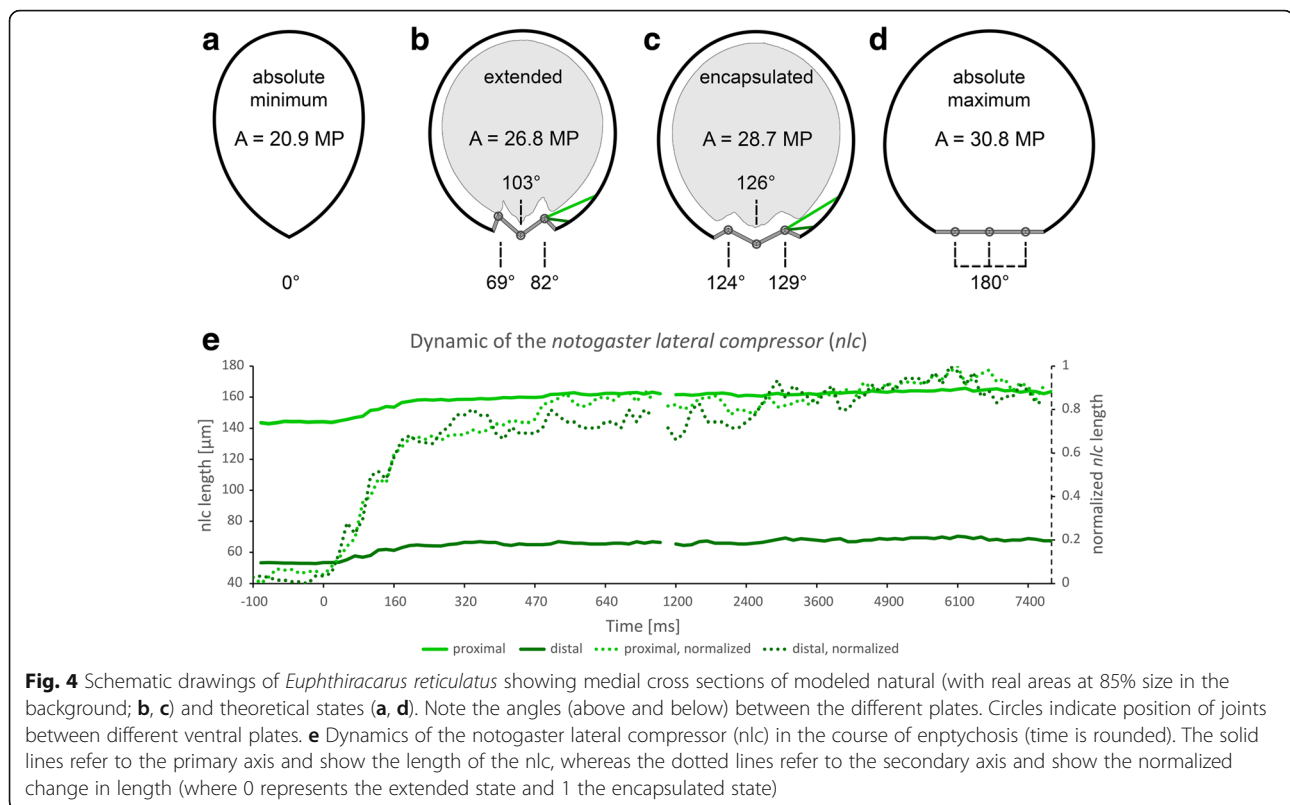 a
absolute
minimum
A = 20.9 MP
0°
b
extended
A = 26.8 MP
103°
69° 82°
c
encapsulated
A = 28.7 MP
126°
124° 129°
d
absolute
maximum
A = 30.8 MP
180°
e
Dynamic of the notogaster lateral compressor (nlc)
nlc length [µm]
180
160
140
120
100
80
60
40
1
0.8
0.6
0.4
0.2
0
normalized nlc length
-100 0 160 320 470 640 1200 2400 3600 4900 6100 7400
Time [ms]
proximal distal proximal, normalized distal, normalized
Fig. 4 Schematic drawings of Euphthiracarus reticulatus showing medial cross sections of modeled natural (with real areas at 85% size in the
background; b, c) and theoretical states (a, d). Note the angles (above and below) between the different plates. Circles indicate position of joints
between different ventral plates. e Dynamics of the notogaster lateral compressor (nlc) in the course of enptychosis (time is rounded). The solid
lines refer to the primary axis and show the length of the nlc, whereas the dotted lines refer to the secondary axis and show the normalized
change in length (where 0 represents the extended state and 1 the encapsulated state)